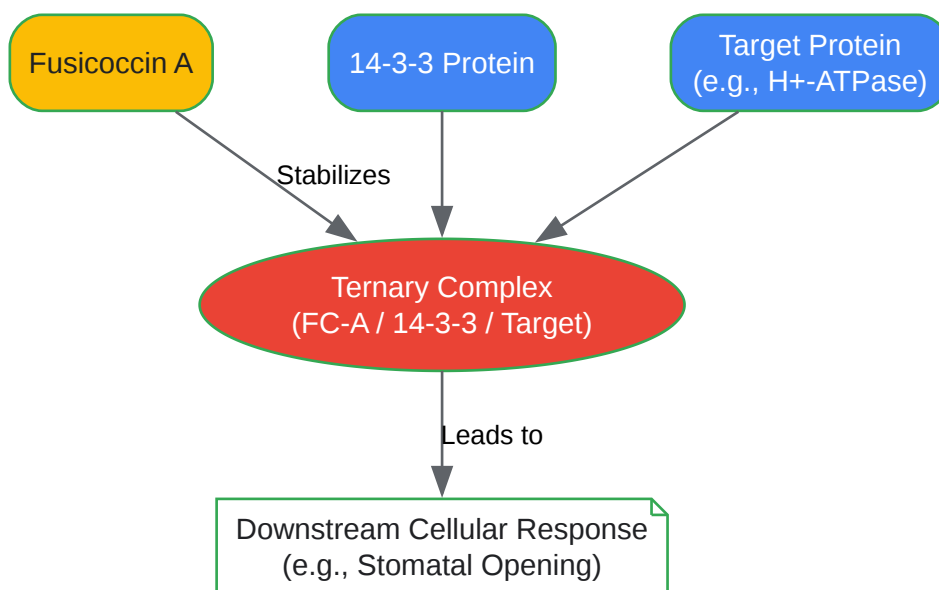 Fusicoccin A
14-3-3 Protein
Target Protein
(e.g., H+-ATPase)
Stabilizes
Ternary Complex
(FC-A / 14-3-3 / Target)
Leads to
Downstream Cellular Response
(e.g., Stomatal Opening)